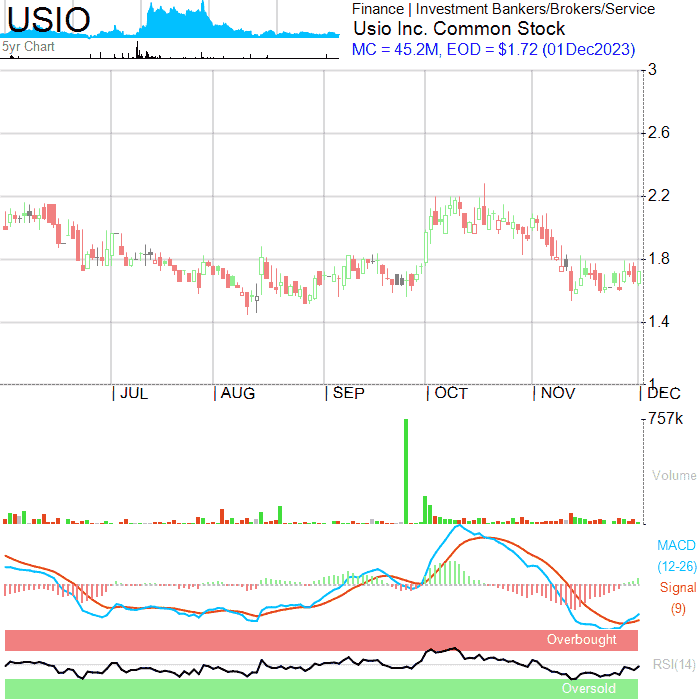 USIO
Finance | Investment Bankers/Brokers/Service
Usio Inc. Common Stock
5yr Chart
MC = 45.2M, EOD = $1.72 (01Dec2023)
3
2.6
2.2
1.8
1.4
1
| JUL | AUG | SEP | OCT | NOV | DEC
757k
Volume
MACD
(12-26)
Signal
(9)
Overbought
RSI(14)
Oversold